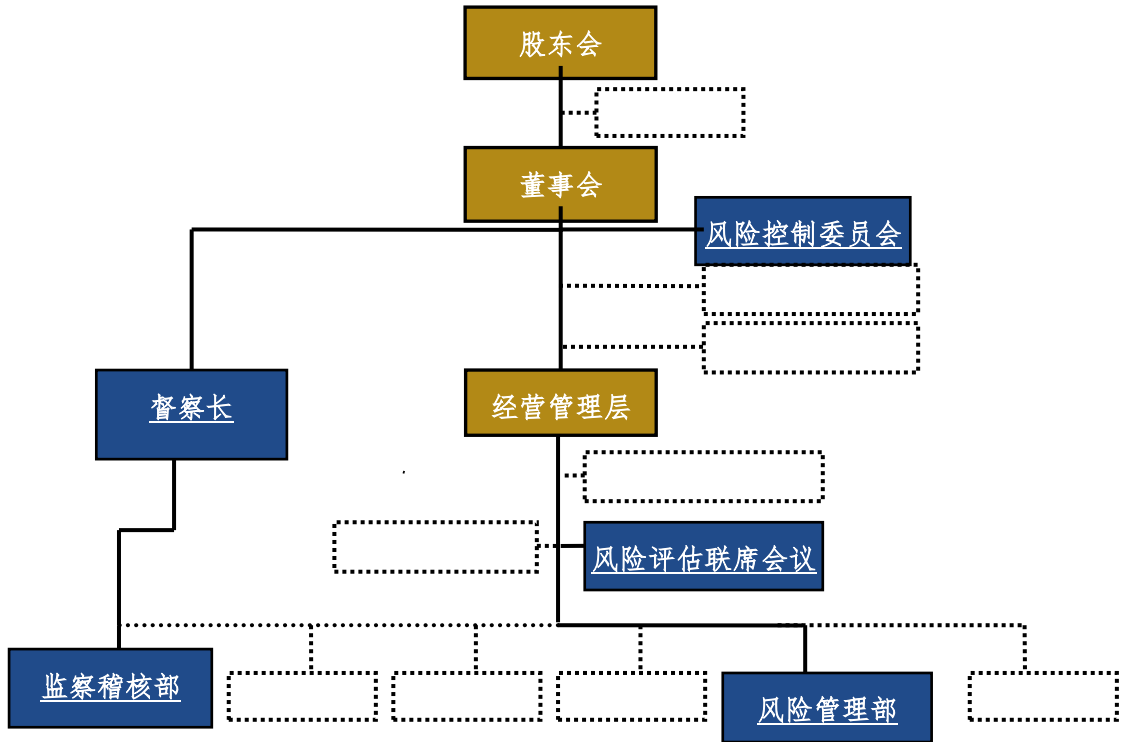 股东会
董事会
风险控制委员会
督察长
经营管理层
风险评估联席会议
监察稽核部
风险管理部